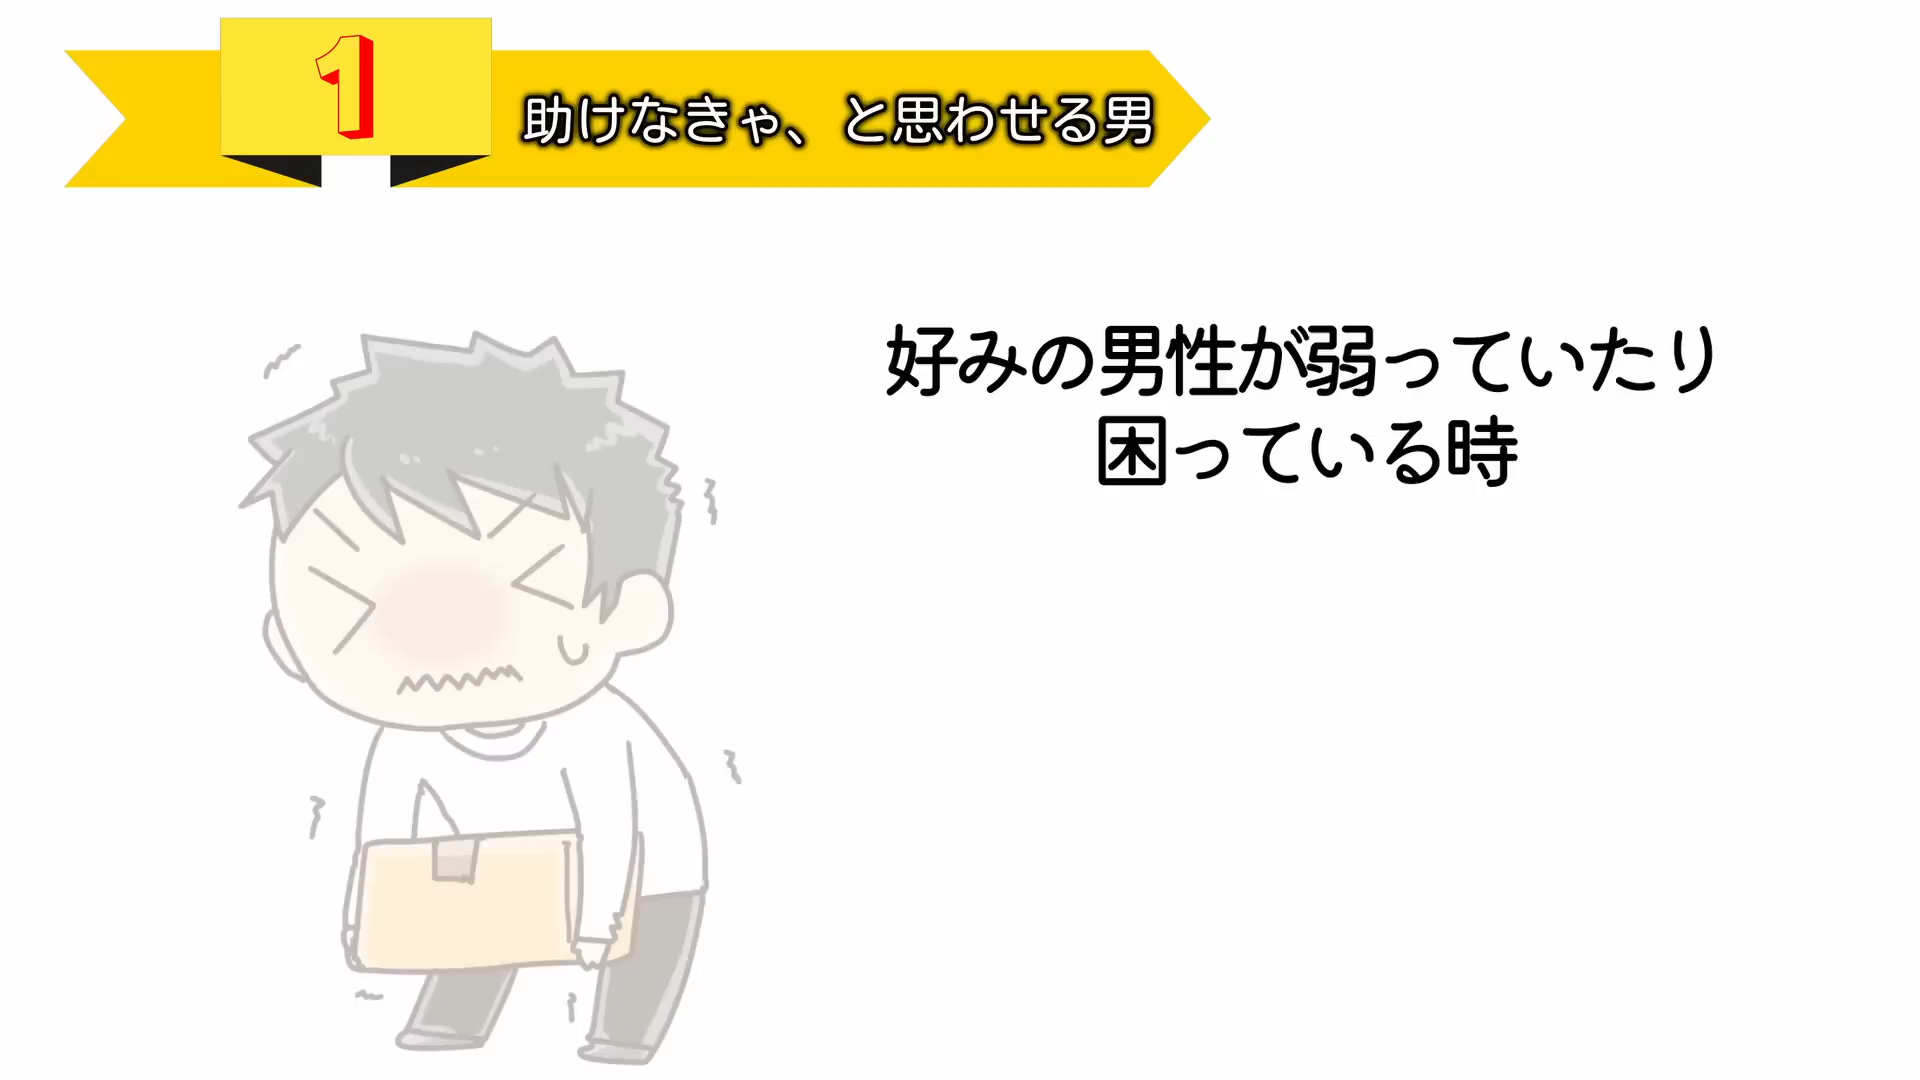 1
助けなきゃ、と思わせる男
好みの男性が弱っていたり
困っている時